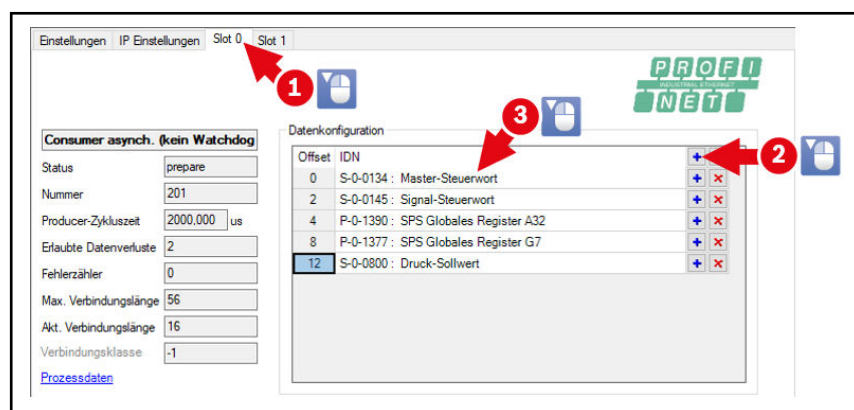 Einstellungen IP Einstellungen Slot 0 Slot 1
1
PROFI
INDUSTRIAL ETHERNET
NET
3
2
Consumer asynch. (kein Watchdog
Status prepare
Nummer 201
Producer-Zykluszeit 2000,000 us
Erlaubte Datenverluste 2
Fehlerzähler 0
Max. Verbindungslänge 56
Akt. Verbindungslänge 16
Verbindungsklasse -1
Prozessdaten
Datenkonfiguration
Offset IDN
0 S-0-0134 : Master-Steuerwort
2 S-0-0145 : Signal-Steuerwort
4 P-0-1390 : SPS Globales Register A32
8 P-0-1377 : SPS Globales Register G7
12 S-0-0800 : Druck-Sollwert